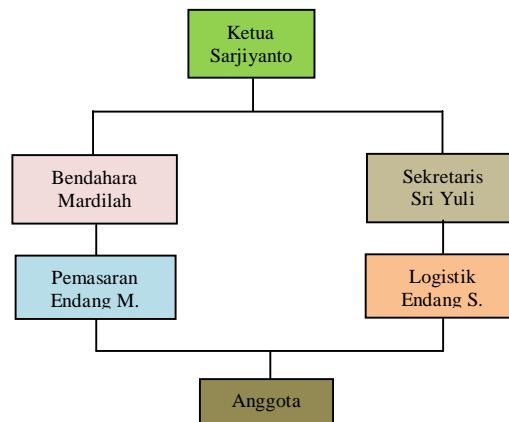 Ketua
Sarjiyanto
Bendahara
Mardilah
Sekretaris
Sri Yuli
Pemasaran
Endang M.
Logistik
Endang S.
Anggota